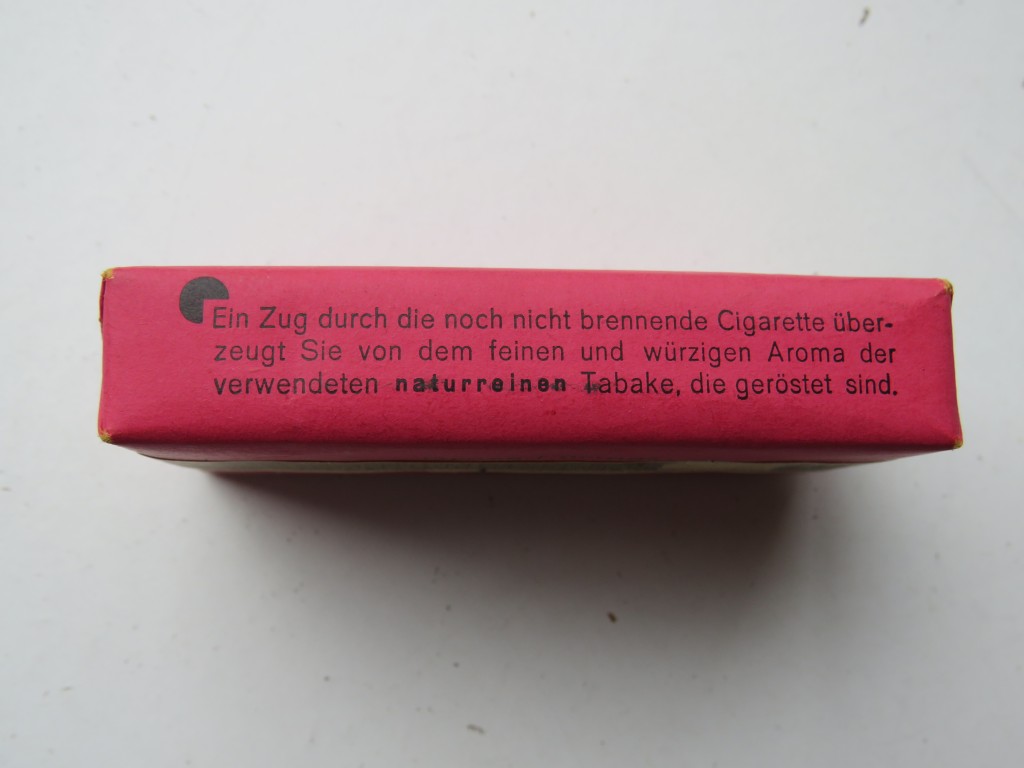 Ein Zug durch die noch nicht brennende Cigarette über-
zeugt Sie von dem feinen und würzigen Aroma der
verwendeten naturreinen Tabake, die geröstet sind.